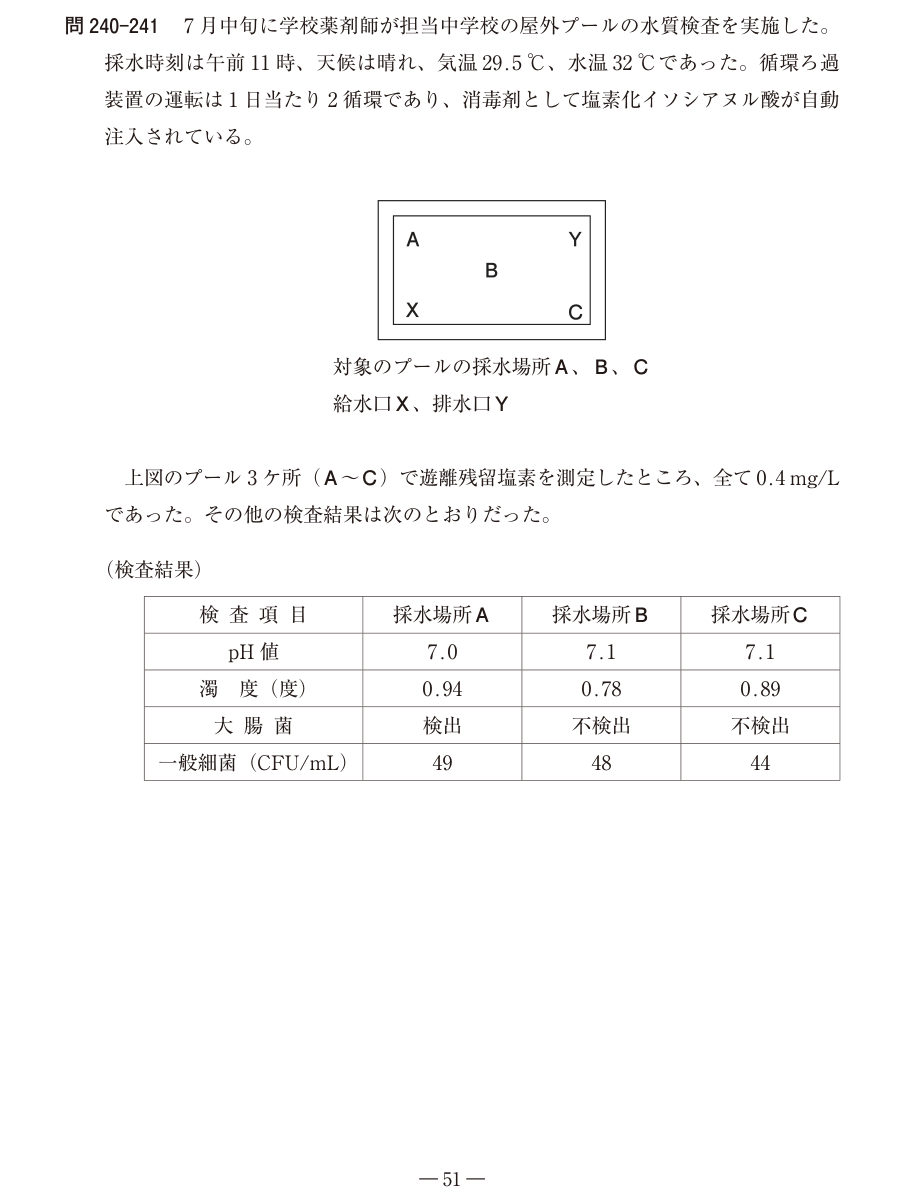 問 240-241 7月中旬に学校薬剤師が担当中学校の屋外プールの水質検査を実施した。
採水時刻は午前11時、天候は晴れ、気温29.5℃、水温32℃であった。循環ろ過
装置の運転は1日当たり2循環であり、消毒剤として塩素化イソシアヌル酸が自動
注入されている。
A Y
B
X C
対象のプールの採水場所A、B、C
給水口X、排水口Y
上図のプール3ケ所（A～C）で遊離残留塩素を測定したところ、全て0.4 mg/L
であった。その他の検査結果は次のとおりだった。
（検査結果）
検査項目 採水場所A 採水場所B 採水場所C
pH値 7.0 7.1 7.1
濁 度（度） 0.94 0.78 0.89
大腸菌 検出 不検出 不検出
一般細菌（CFU/mL） 49 48 44
― 51 ―